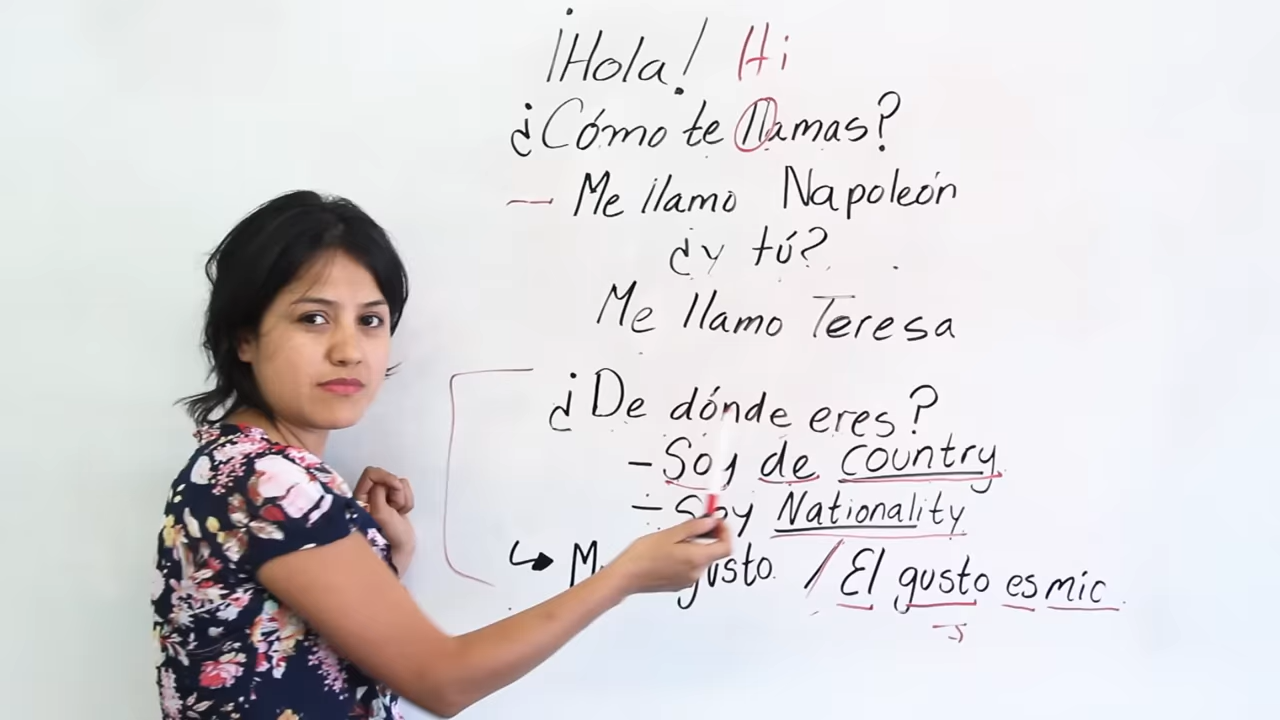 ¡Hola! Hi
¿Cómo te llamas?
— Me llamo Napoleón
¿y tú?
Me llamo Teresa
¿De dónde eres?
- Soy de country
- Soy Nationality
gusto. / El gusto es mio.